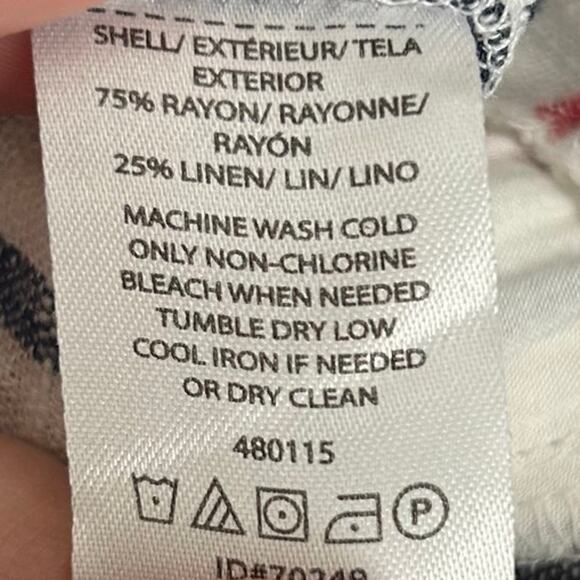 SHELL/ EXTÉRIEUR/ TELA
EXTERIOR
75% RAYON/ RAYONNE/
RAYÓN
25% LINEN/ LIN/ LINO
MACHINE WASH COLD
ONLY NON-CHLORINE
BLEACH WHEN NEEDED
TUMBLE DRY LOW
COOL IRON IF NEEDED
OR DRY CLEAN
480115
P